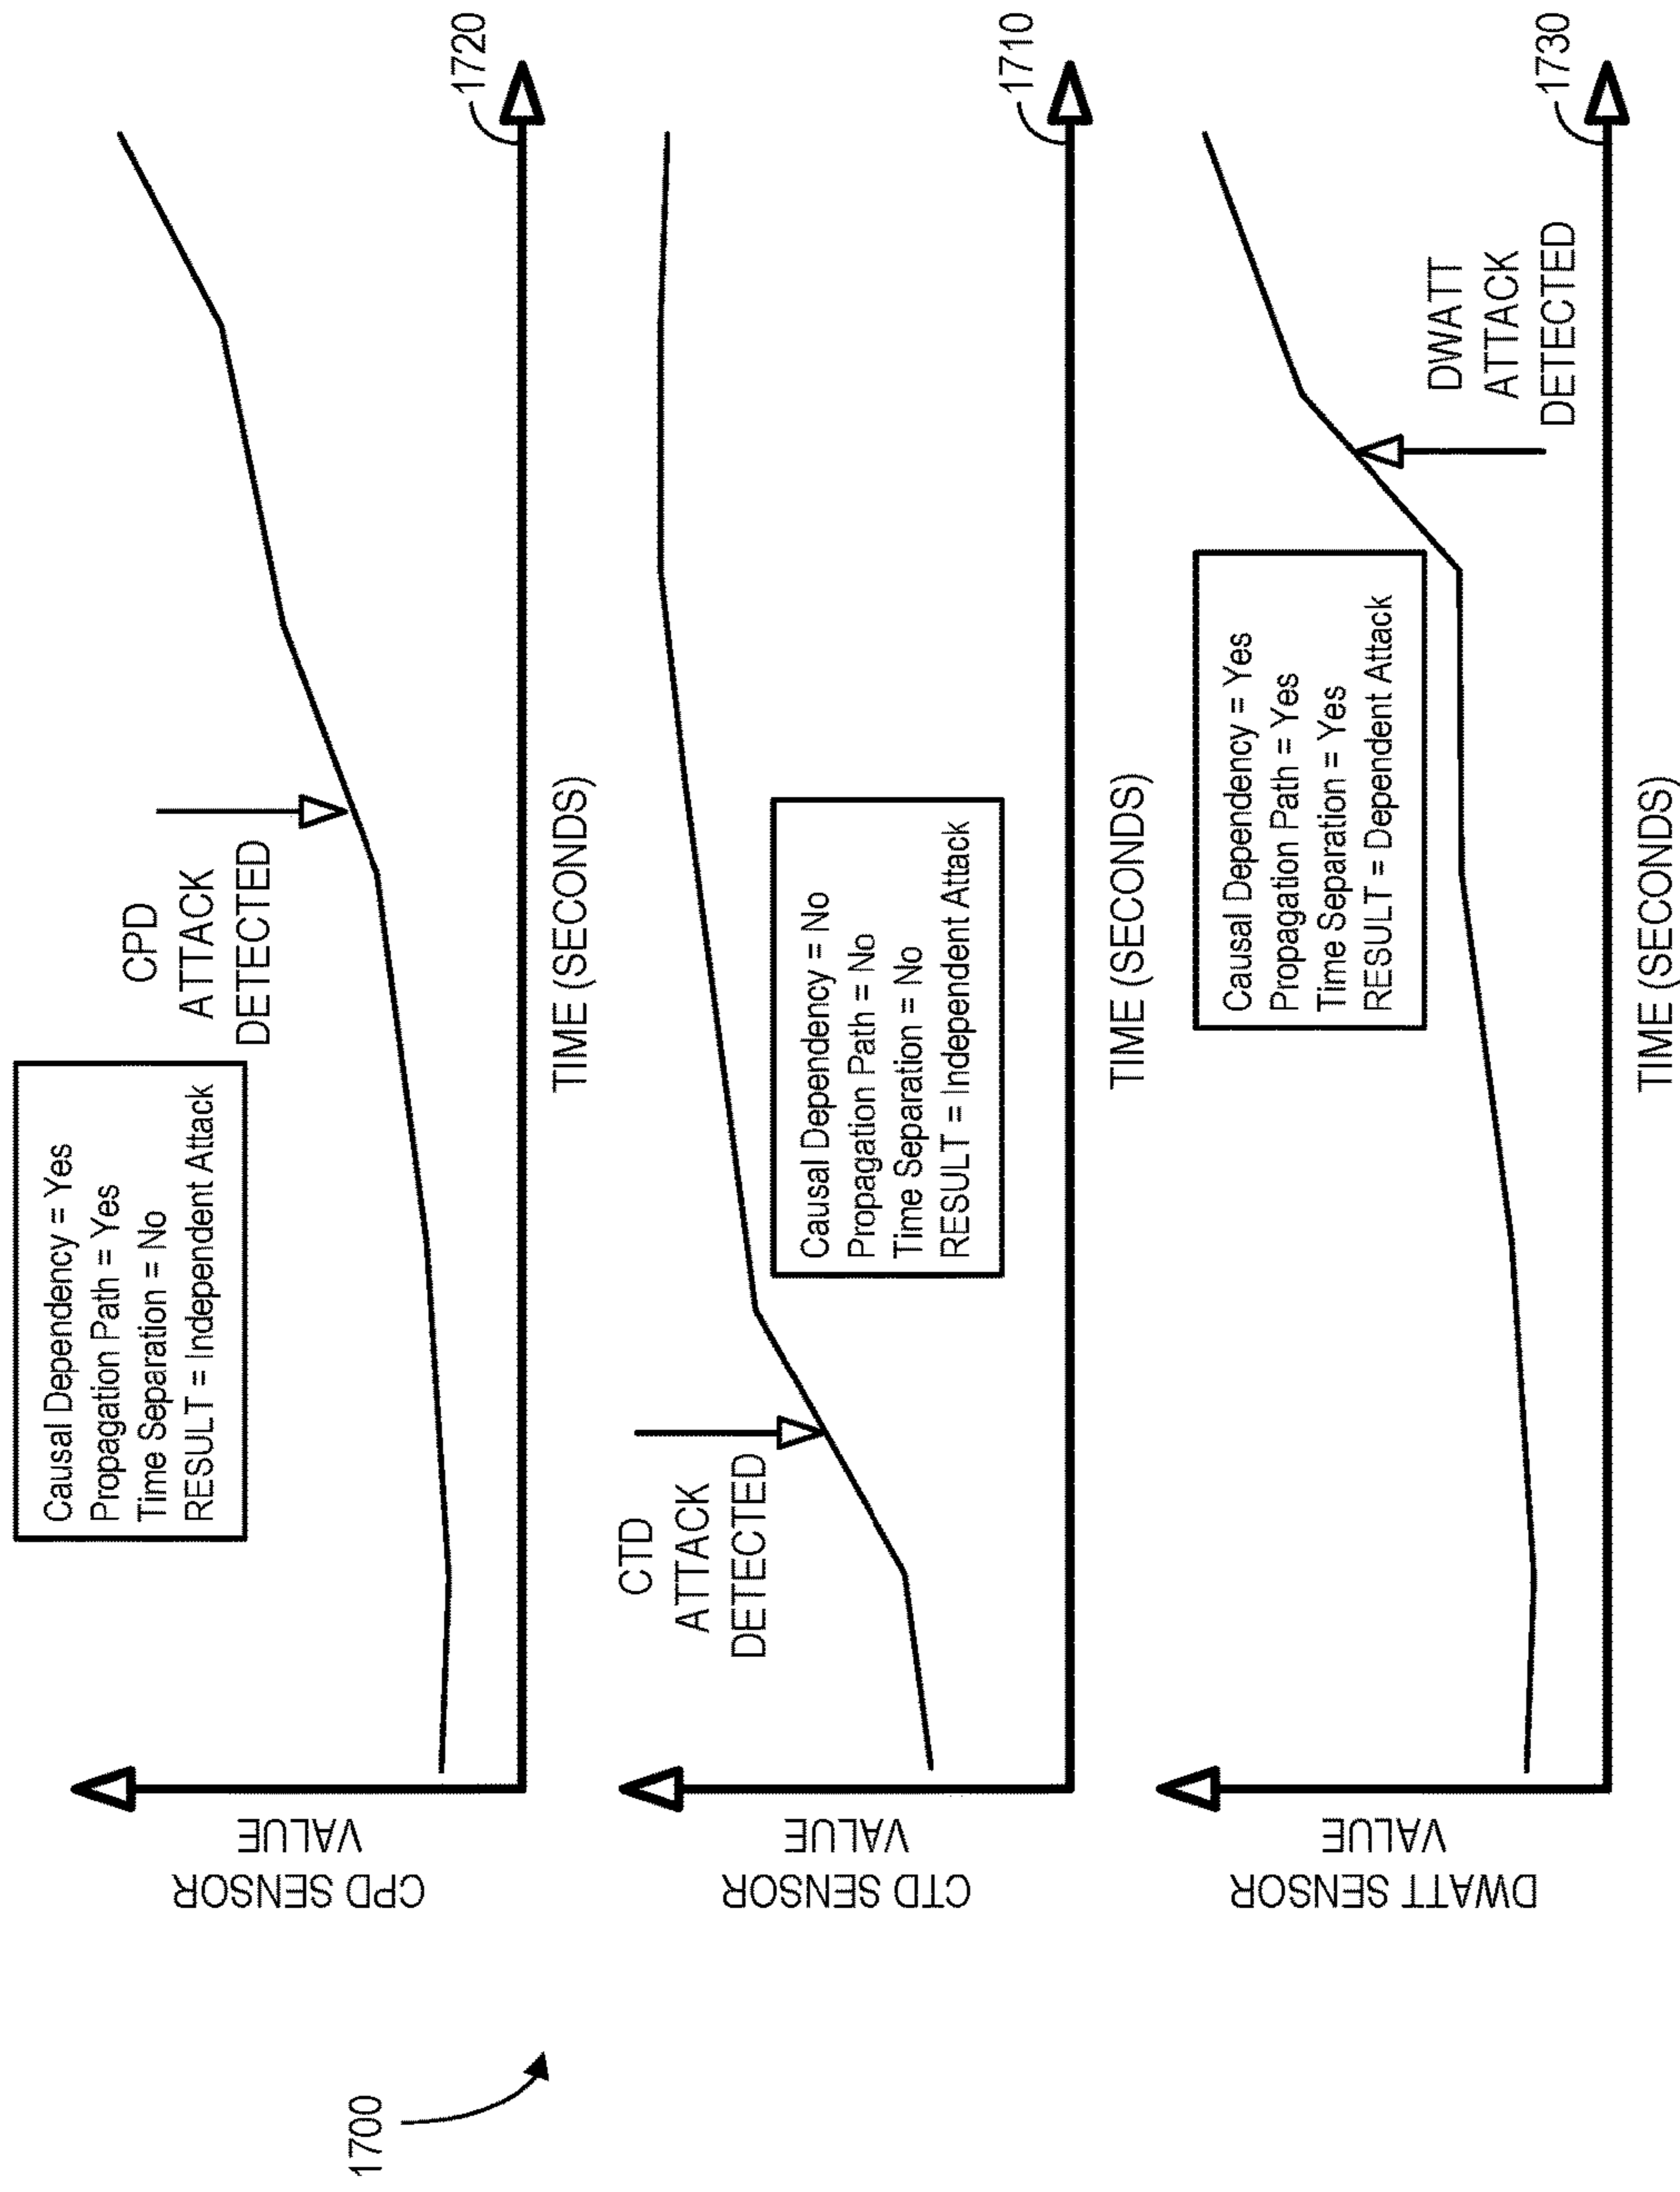 1700
CPD SENSOR
VALUE
Causal Dependency = Yes
Propagation Path = Yes
Time Separation = No
RESULT = Independent Attack
CPD
ATTACK
DETECTED
1720
TIME (SECONDS)
CTD SENSOR
VALUE
CTD
ATTACK
DETECTED
Causal Dependency = No
Propagation Path = No
Time Separation = No
RESULT = Independent Attack
1710
TIME (SECONDS)
DWATT SENSOR
VALUE
Causal Dependency = Yes
Propagation Path = Yes
Time Separation = Yes
RESULT = Dependent Attack
DWATT
ATTACK
DETECTED
1730
TIME (SECONDS)